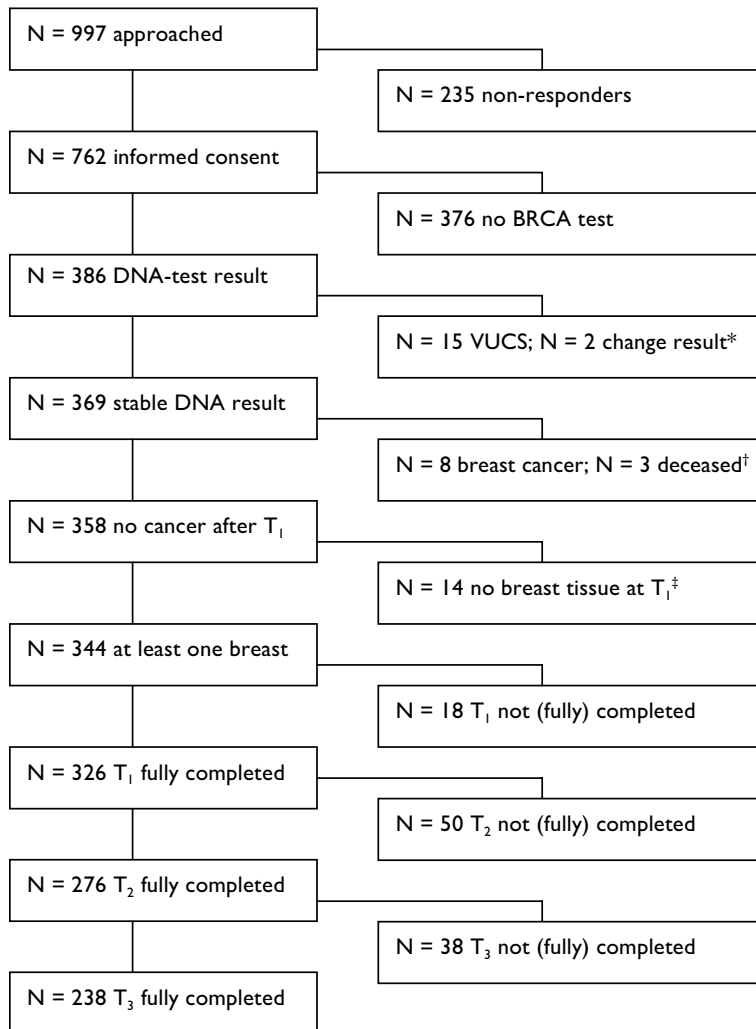 N = 997 approached
N = 235 non-responders
N = 762 informed consent
N = 376 no BRCA test
N = 386 DNA-test result
N = 15 VUCS; N = 2 change result*
N = 369 stable DNA result
N = 8 breast cancer; N = 3 deceased†
N = 358 no cancer after T₁
N = 14 no breast tissue at T₁‡
N = 344 at least one breast
N = 18 T₁ not (fully) completed
N = 326 T₁ fully completed
N = 50 T₂ not (fully) completed
N = 276 T₂ fully completed
N = 38 T₃ not (fully) completed
N = 238 T₃ fully completed